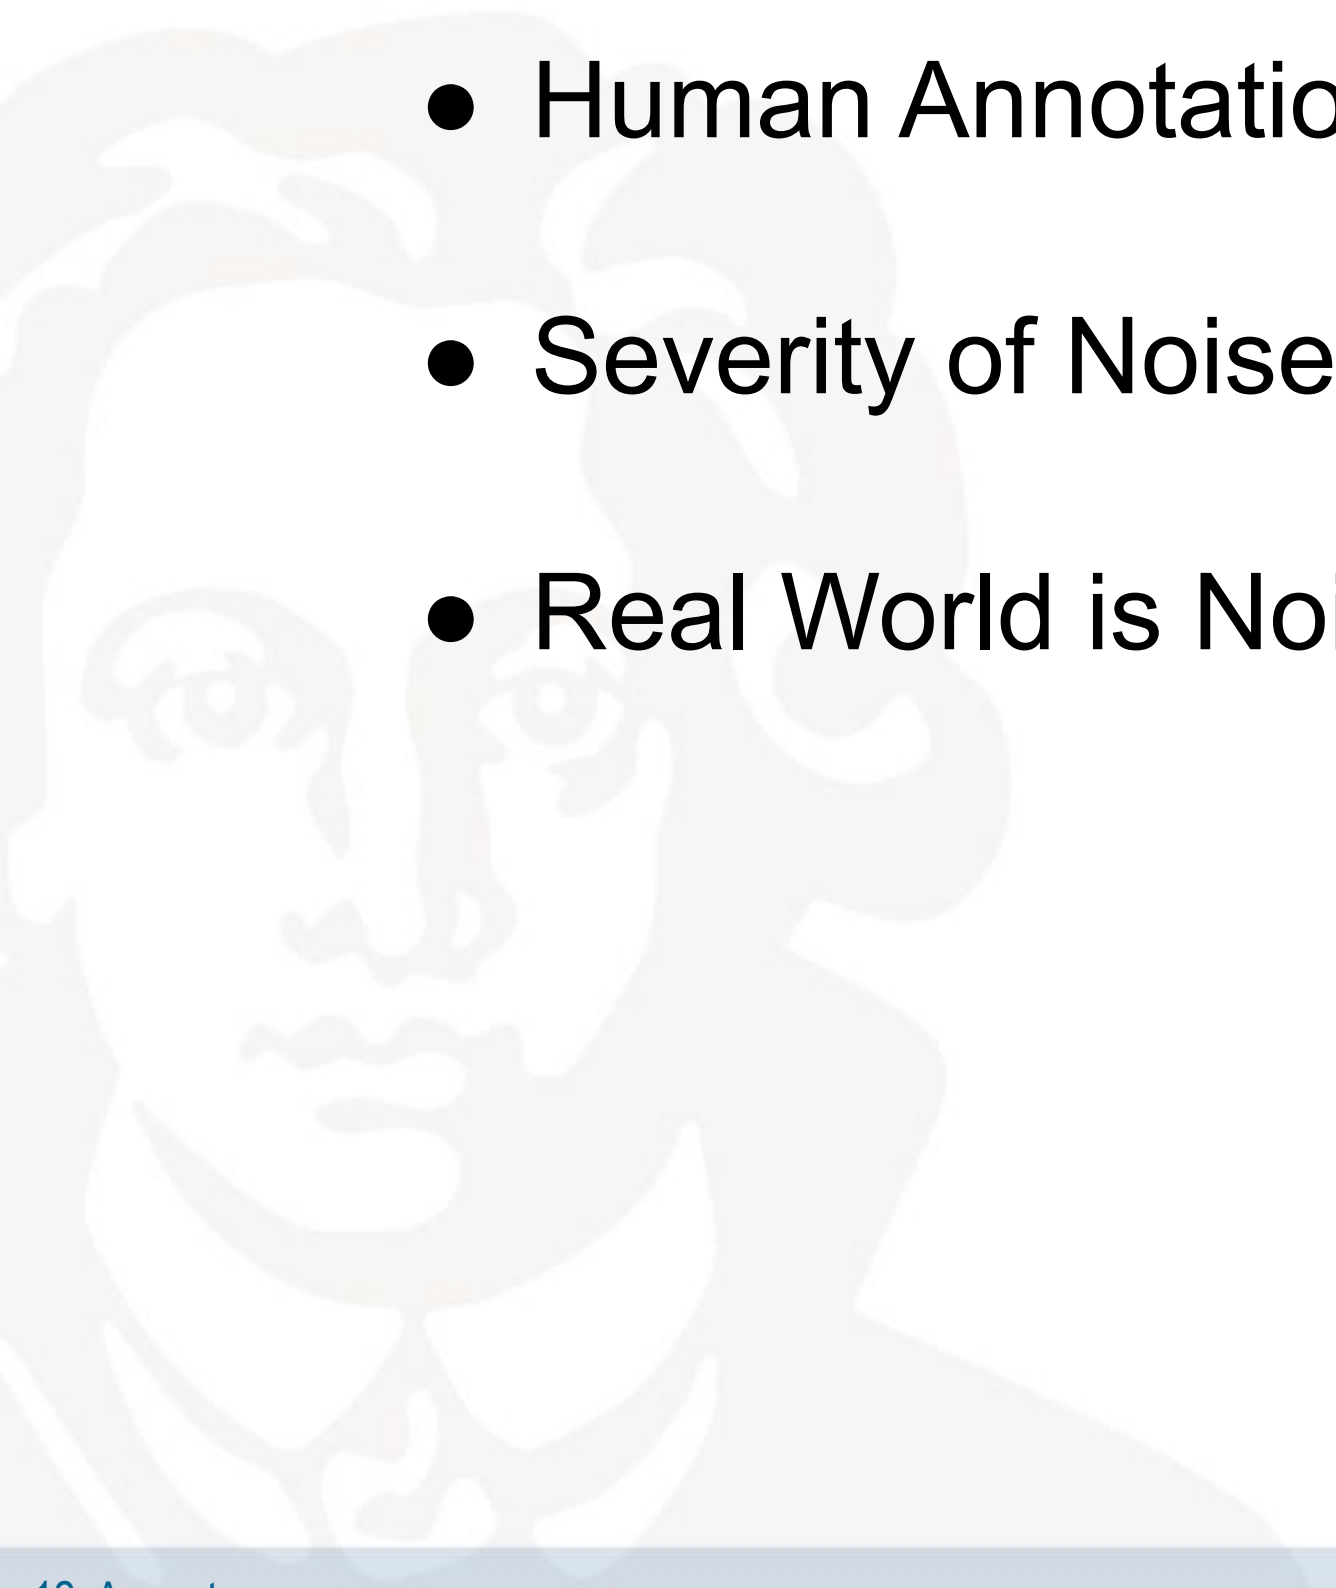 ● Human Annotatio
● Severity of Noise
● Real World is Noi